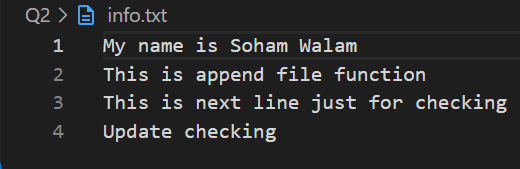 Q2 > info.txt
1 My name is Soham Walam
2 This is append file function
3 This is next line just for checking
4 Update checking